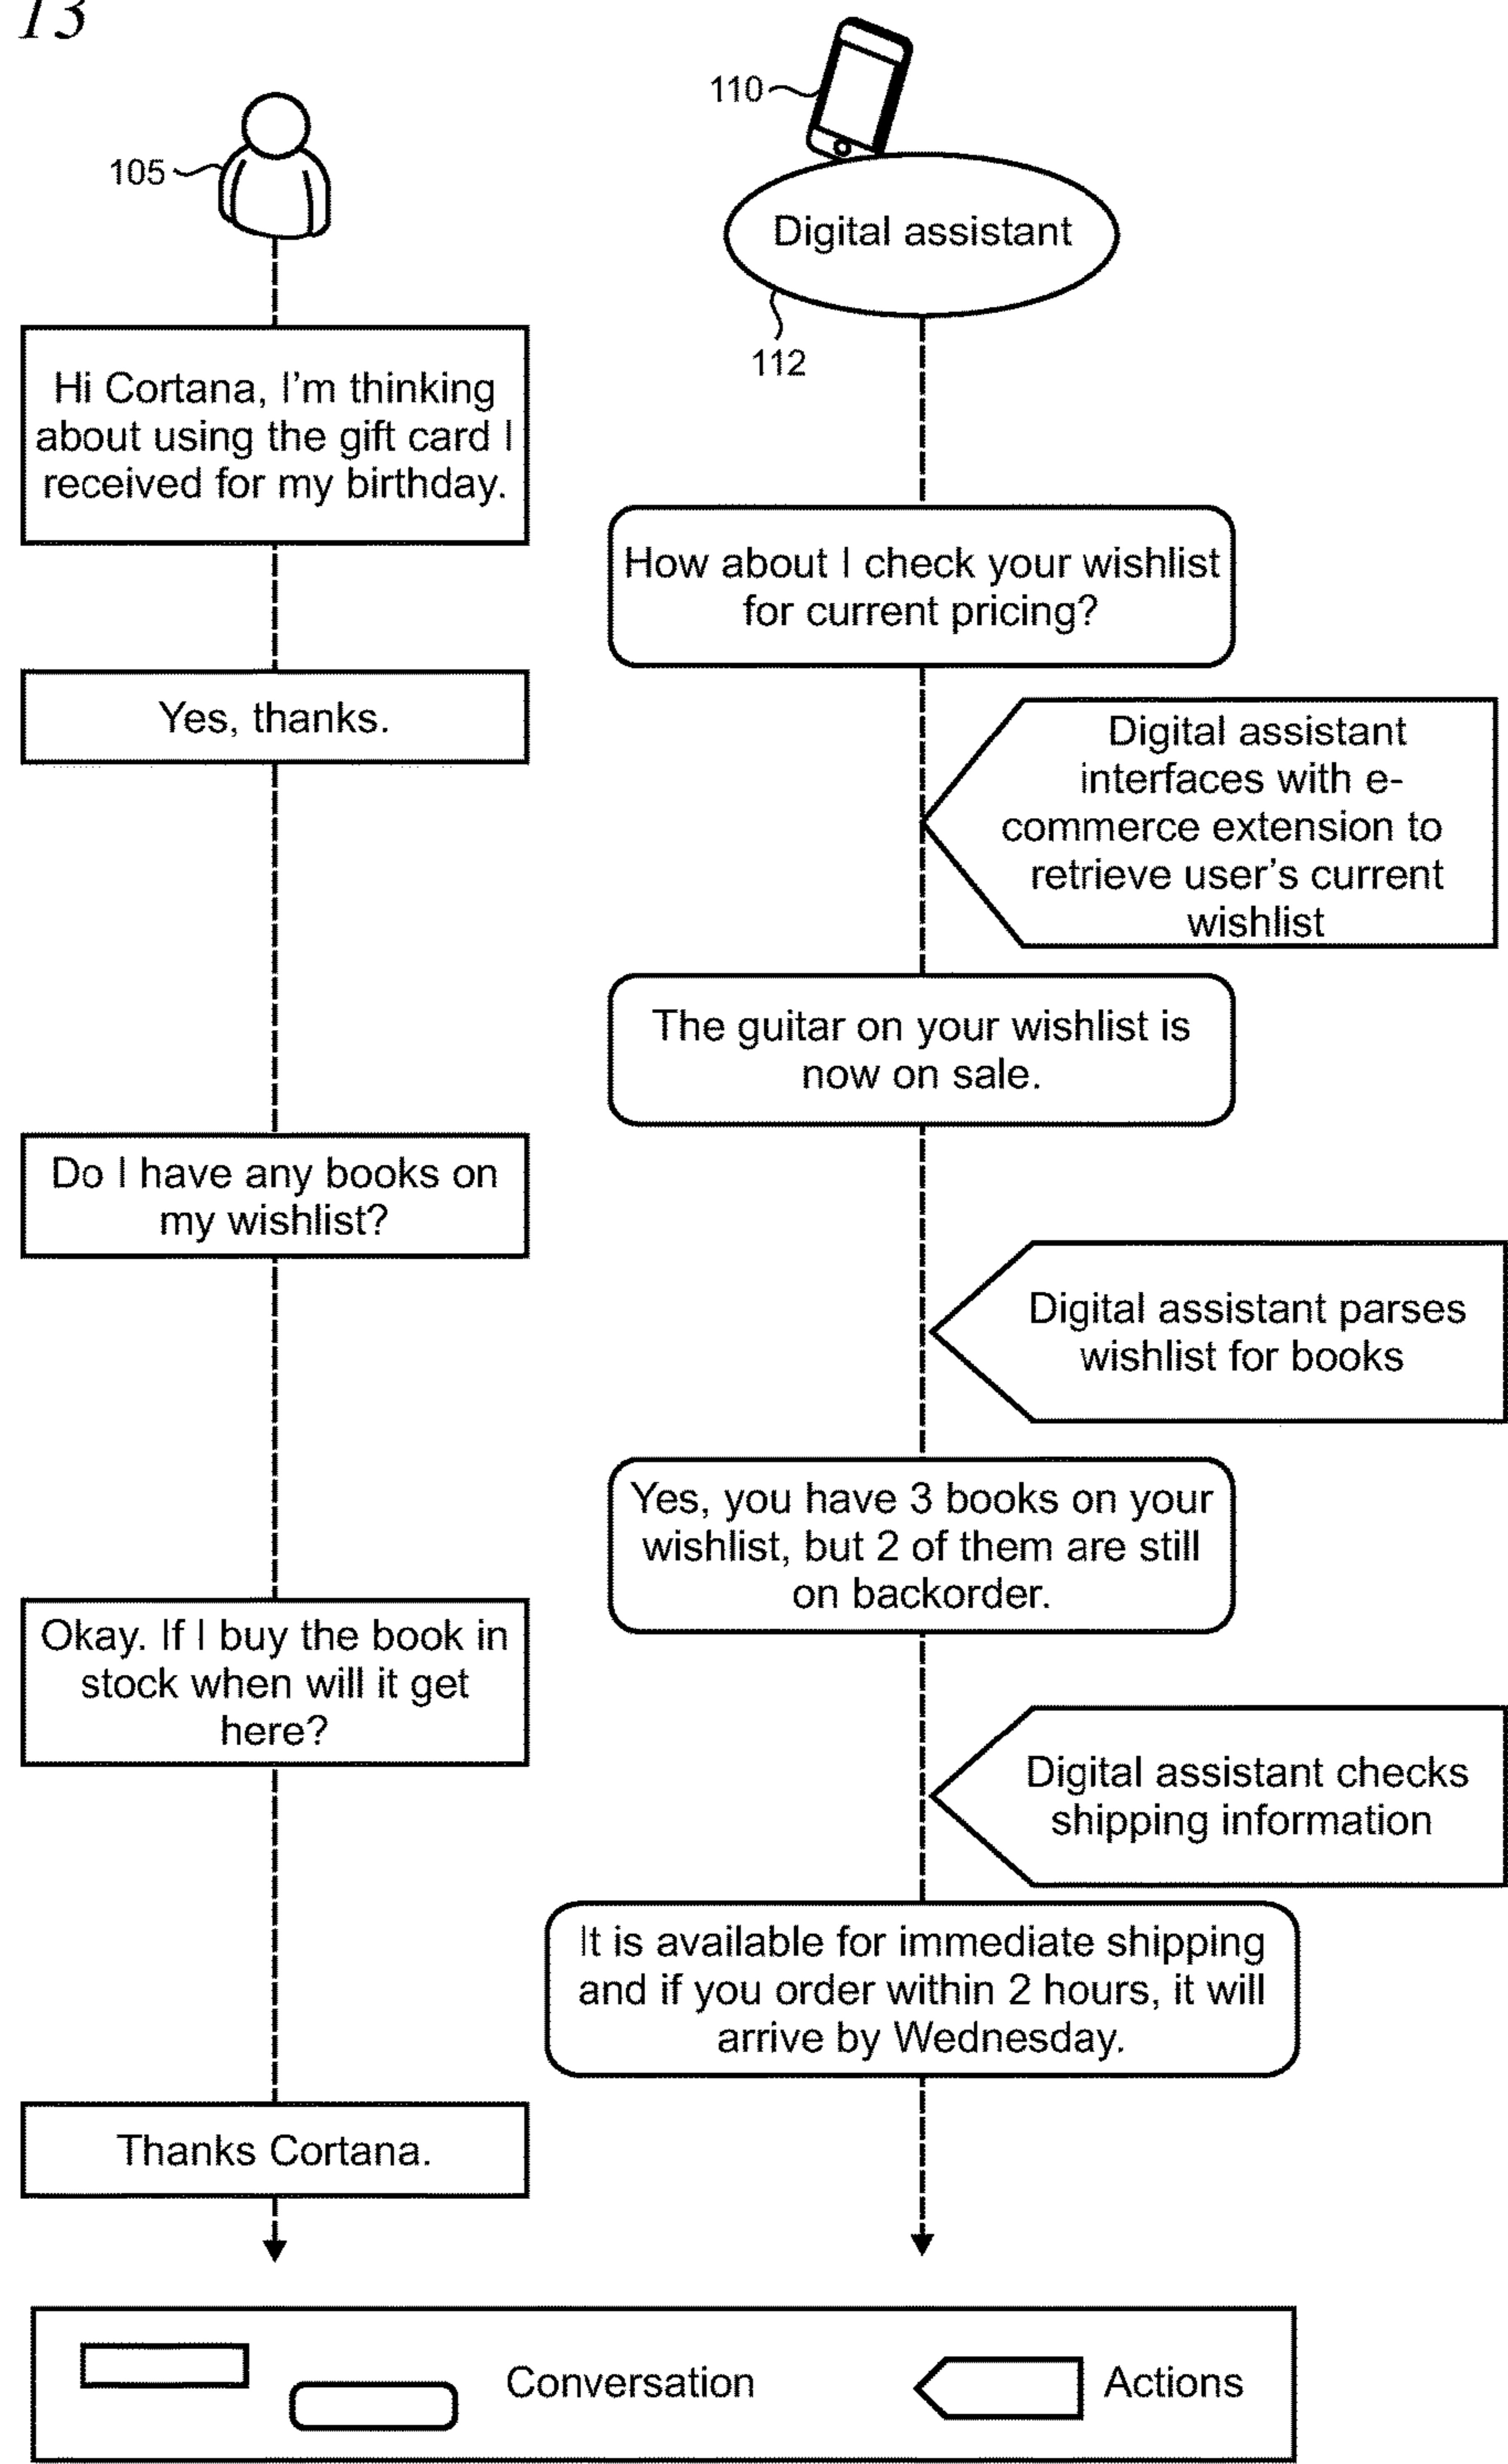 13
110
105
Digital assistant
112
Hi Cortana, I'm thinking
about using the gift card I
received for my birthday.
How about I check your wishlist
for current pricing?
Yes, thanks.
Digital assistant
interfaces with e-
commerce extension to
retrieve user's current
wishlist
The guitar on your wishlist is
now on sale.
Do I have any books on
my wishlist?
Digital assistant parses
wishlist for books
Yes, you have 3 books on your
wishlist, but 2 of them are still
on backorder.
Okay. If I buy the book in
stock when will it get
here?
Digital assistant checks
shipping information
It is available for immediate shipping
and if you order within 2 hours, it will
arrive by Wednesday.
Thanks Cortana.
Conversation
Actions